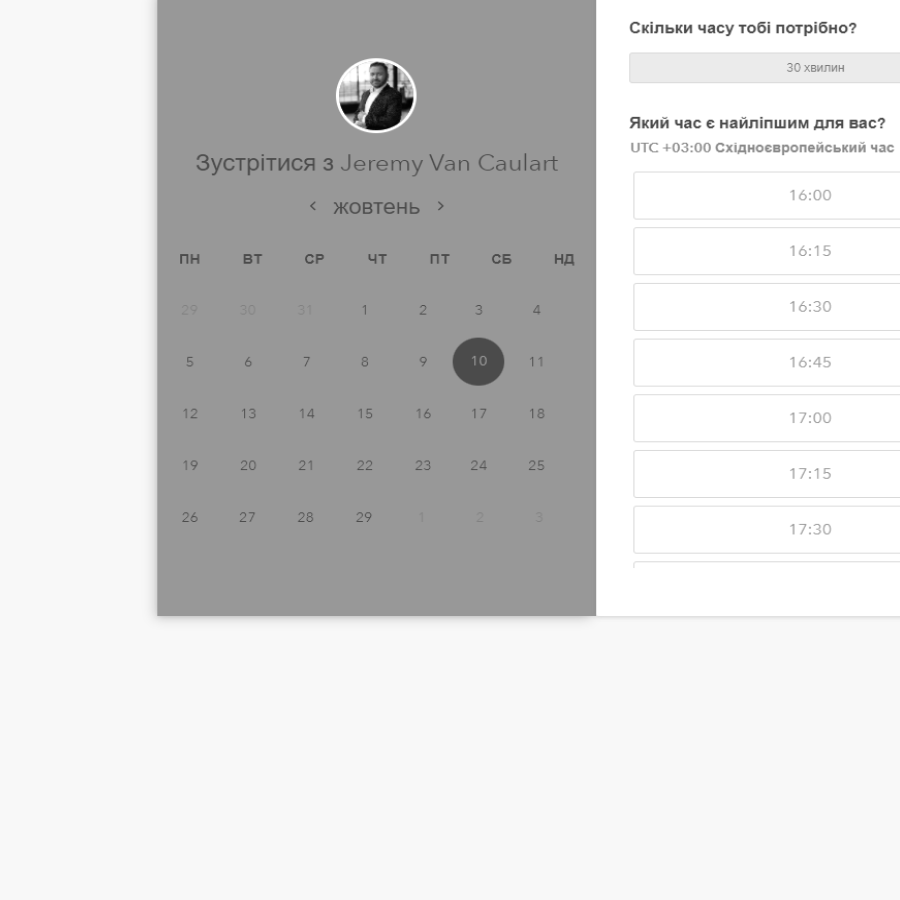 Зустрітися з Jeremy Van Caulart
< жовтень >
ПН ВТ СР ЧТ ПТ СБ НД
29 30 31 1 2 3 4
5 6 7 8 9 10 11
12 13 14 15 16 17 18
19 20 21 22 23 24 25
26 27 28 29 1 2 3
Скільки часу тобі потрібно?
30 хвилин
Який час є найліпшим для вас?
UTC +03:00 Східноєвропейський час
16:00
16:15
16:30
16:45
17:00
17:15
17:30